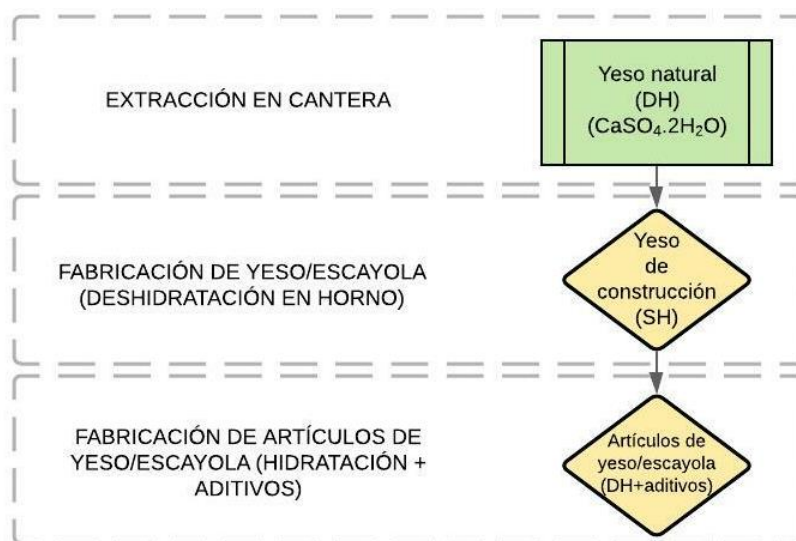 EXTRACCIÓN EN CANTERA
Yeso natural
(DH)
(CaSO₄.2H₂O)
FABRICACIÓN DE YESO/ESCAYOLA
(DESHIDRATACIÓN EN HORNO)
Yeso
de
construcción
(SH)
FABRICACIÓN DE ARTÍCULOS DE
YESO/ESCAYOLA (HIDRATACIÓN +
ADITIVOS)
Artículos de
yeso/escayola
(DH+aditivos)